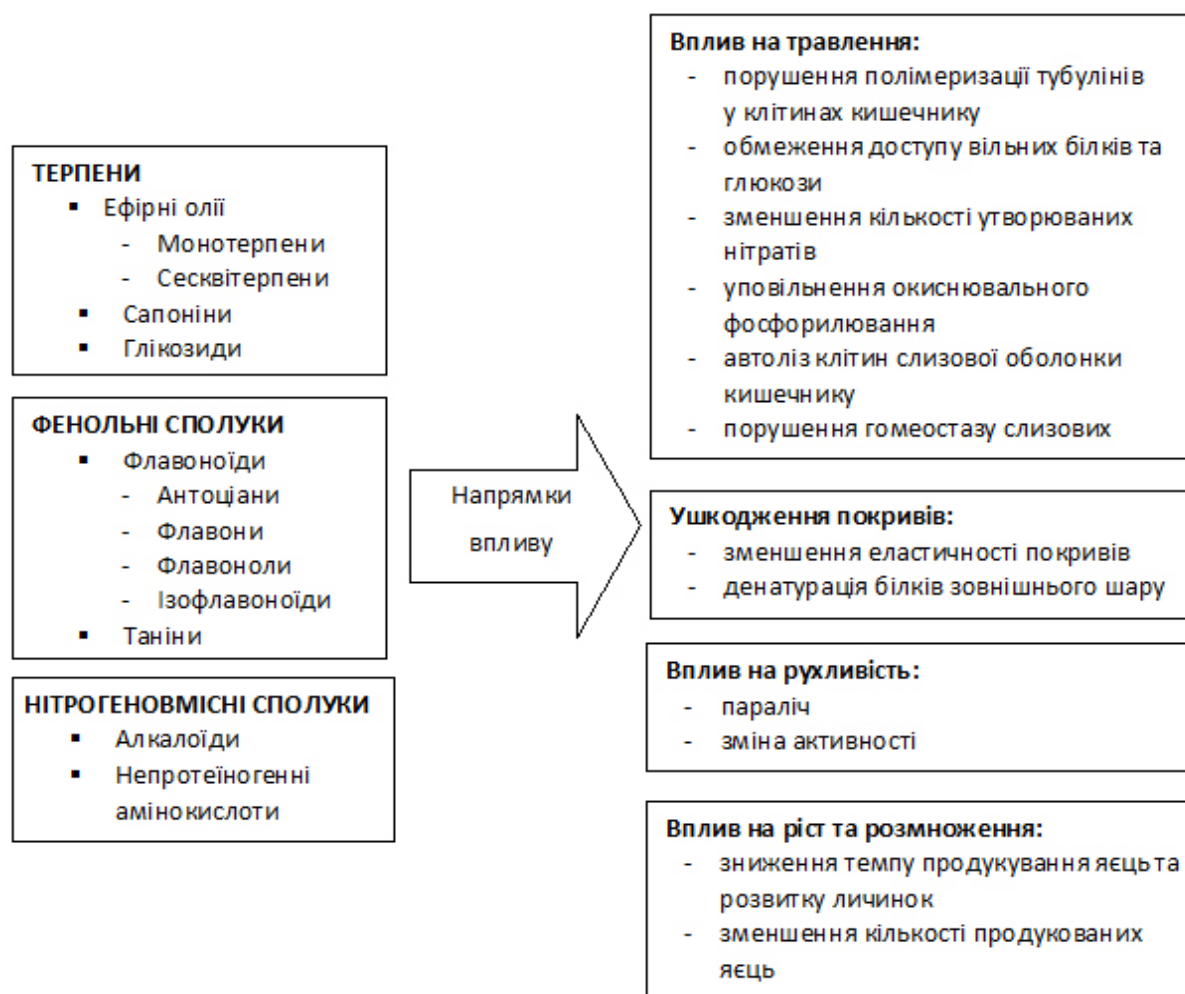 ТЕРПЕНИ
▪ Ефірні олії
- Монотерпени
- Сесквітерпени
▪ Сапоніни
▪ Глікозиди
ФЕНОЛЬНІ СПОЛУКИ
▪ Флавоноїди
- Антоціани
- Флавони
- Флавоноли
- Ізофлавоноїди
▪ Таніни
НІТРОГЕНОВМІСНІ СПОЛУКИ
▪ Алкалоїди
▪ Непротеїногенні
амінокислоти
Напрямки
впливу
Вплив на травлення:
- порушення полімеризації тубулінів
у клітинах кишечнику
- обмеження доступу вільних білків та
глюкози
- зменшення кількості утворюваних
нітратів
- уповільнення окиснювального
фосфорилювання
- автоліз клітин слизової оболонки
кишечнику
- порушення гомеостазу слизових
Ушкодження покривів:
- зменшення еластичності покривів
- денатурація білків зовнішнього шару
Вплив на рухливість:
- параліч
- зміна активності
Вплив на ріст та розмноження:
- зниження темпу продукування яєць та
розвитку личинок
- зменшення кількості продукованих
яєць